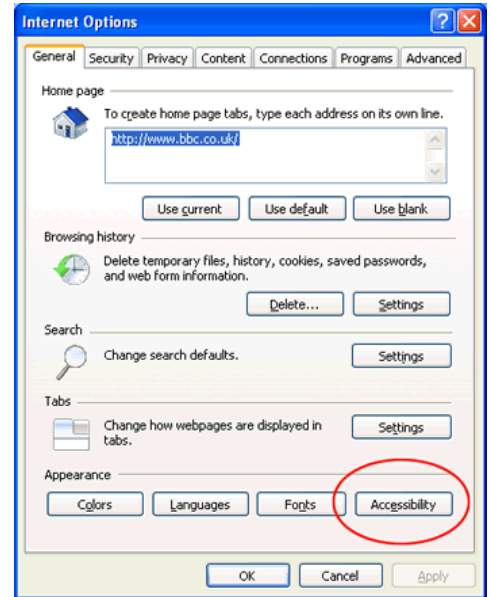 Internet Options
General Security Privacy Content Connections Programs Advanced
Home page
To create home page tabs, type each address on its own line.
http://www.bbc.co.uk/
Use current Use default Use blank
Browsing history
Delete temporary files, history, cookies, saved passwords,
and web form information.
Delete... Settings
Search
Change search defaults.
Settings
Tabs
Change how webpages are displayed in
tabs.
Settings
Appearance
Colors Languages Fonts Accessibility
OK Cancel Apply